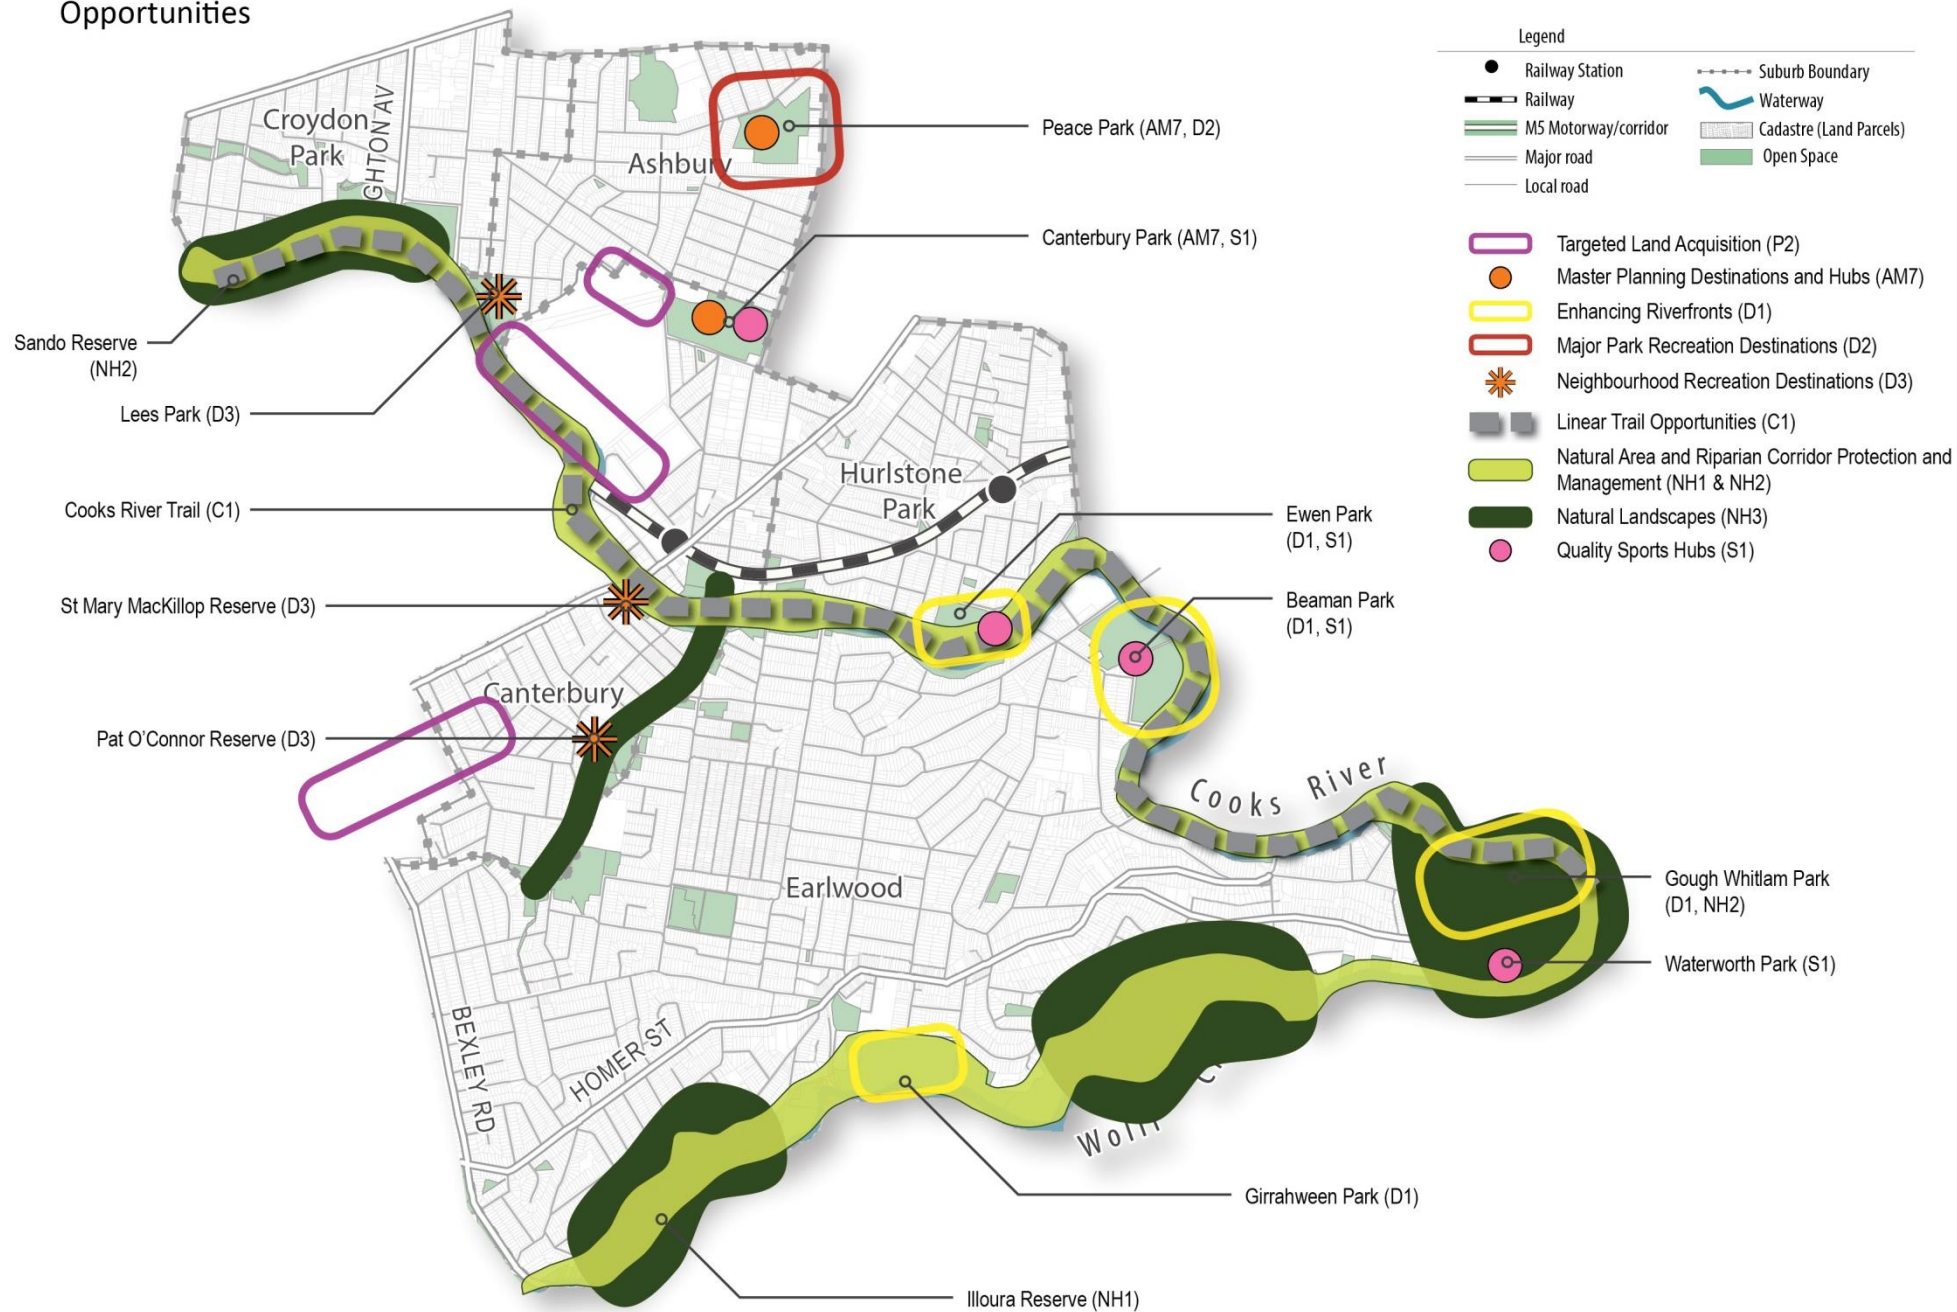 Opportunities
Croydon
Park
GHTON AV
Ashbury
Peace Park (AM7, D2)
Canterbury Park (AM7, S1)
Sando Reserve
(NH2)
Lees Park (D3)
Cooks River Trail (C1)
Hurlstone
Park
Ewen Park
(D1, S1)
Beaman Park
(D1, S1)
St Mary MacKillop Reserve (D3)
Canterbury
Pat O'Connor Reserve (D3)
Cooks River
Earlwood
Gough Whitlam Park
(D1, NH2)
Waterworth Park (S1)
BEXLEY RD
HOMER ST
Girrahween Park (D1)
Illoura Reserve (NH1)
Legend
Railway Station
Railway
M5 Motorway/corridor
Major road
Local road
Suburb Boundary
Waterway
Cadastre (Land Parcels)
Open Space
Targeted Land Acquisition (P2)
Master Planning Destinations and Hubs (AM7)
Enhancing Riverfronts (D1)
Major Park Recreation Destinations (D2)
Neighbourhood Recreation Destinations (D3)
Linear Trail Opportunities (C1)
Natural Area and Riparian Corridor Protection and
Management (NH1 & NH2)
Natural Landscapes (NH3)
Quality Sports Hubs (S1)